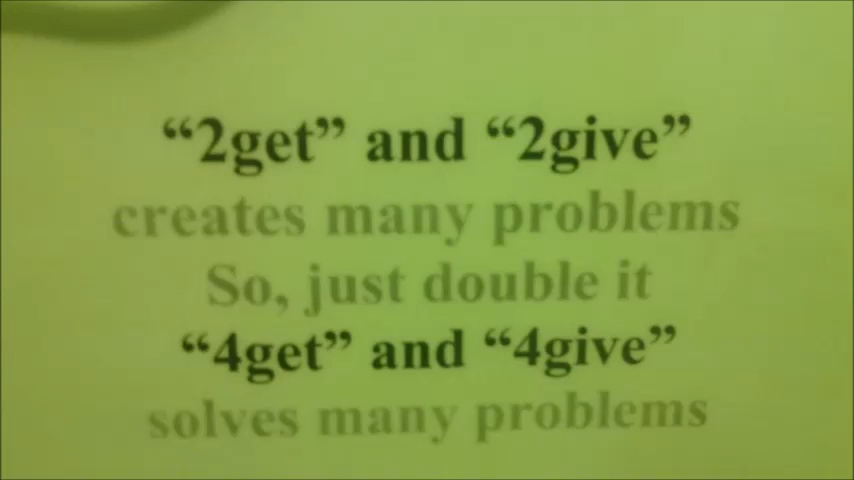 “2get” and “2give”
creates many problems
So, just double it
“4get” and “4give”
solves many problems